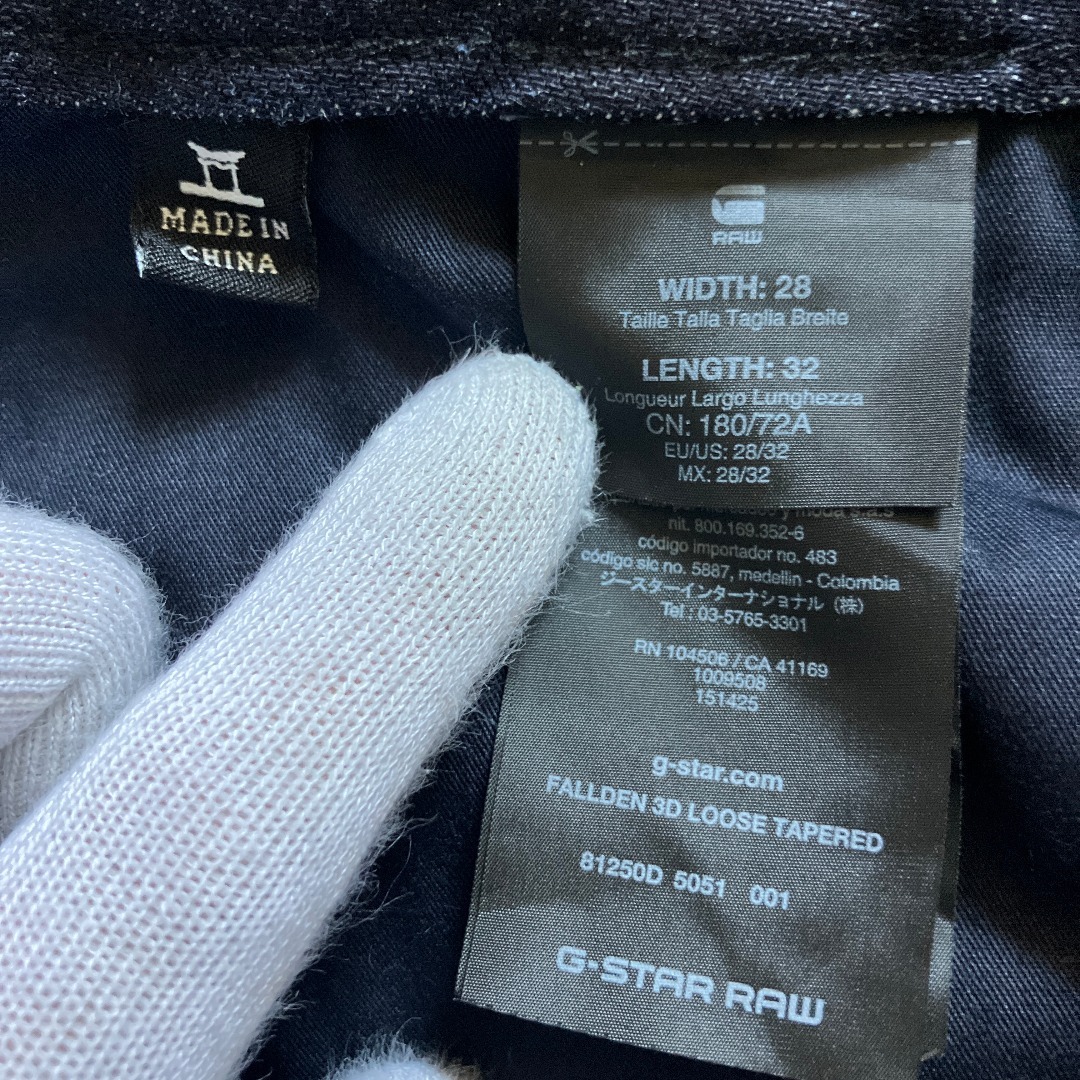 MADE IN
CHINA
RAW
WIDTH: 28
Taille Talla Taglia Breite
LENGTH: 32
Longueur Largo Lunghezza
CN: 180/72A
EU/US: 28/32
MX: 28/32
y moda s.a.s
nit. 800.169.352-6
código importador no. 483
código sic no. 5887, medellin - Colombia
ジースターインターナショナル (株)
Tel : 03-5765-3301
RN 104506 / CA 41169
1009508
151425
g-star.com
FALLDEN 3D LOOSE TAPERED
81250D 5051 001
G-STAR RAW